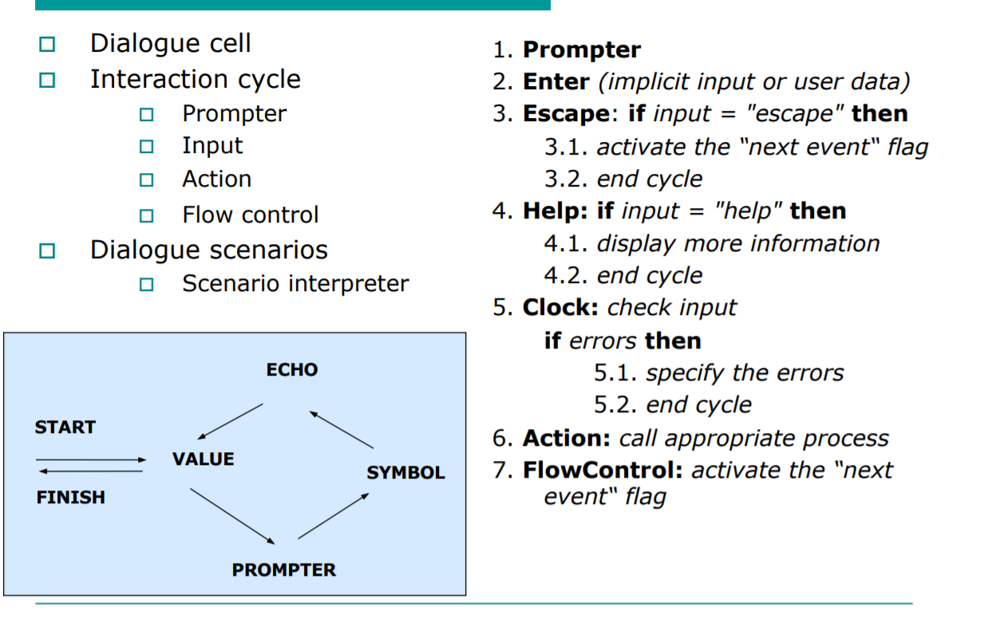 Dialogue cell
Interaction cycle
Prompter
Input
Action
Flow control
Dialogue scenarios
Scenario interpreter
ECHO
START
VALUE
SYMBOL
FINISH
PROMPTER
1. Prompter
2. Enter (implicit input or user data)
3. Escape: if input = "escape" then
3.1. activate the "next event" flag
3.2. end cycle
4. Help: if input = "help" then
4.1. display more information
4.2. end cycle
5. Clock: check input
if errors then
5.1. specify the errors
5.2. end cycle
6. Action: call appropriate process
7. FlowControl: activate the "next
event" flag